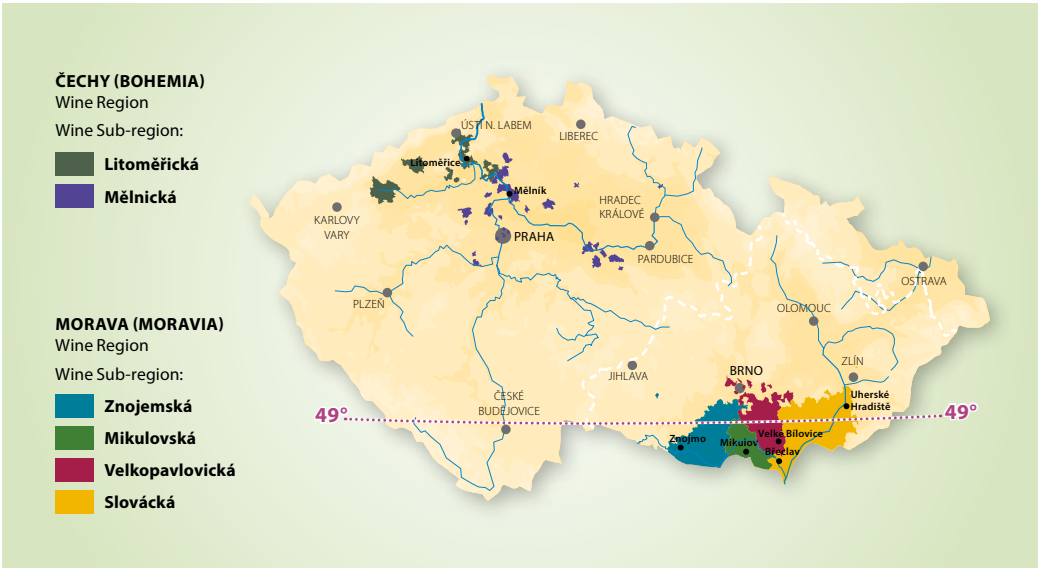 ČECHY (BOHEMIA)
Wine Region
Wine Sub-region:
Litoměřická
Mělnická
MORAVA (MORAVIA)
Wine Region
Wine Sub-region:
Znojemská
Mikulovská
Velkopavlovická
Slovácká
ÚSTÍ N. LABEM
LIBEREC
Litoměřice
Mělník
KARLOVY
VARY
HRADEC
KRÁLOVÉ
PRAHA
PARDUBICE
PLZEŇ
OSTRAVA
OLOMOUC
JIHLAVA
BRNO
ZLÍN
ČESKÉ
BUDĚJOVICE
Uherské
Hradiště
49°
49°
Znojmo
Mikulov
Velké Bílovice
Břeclav